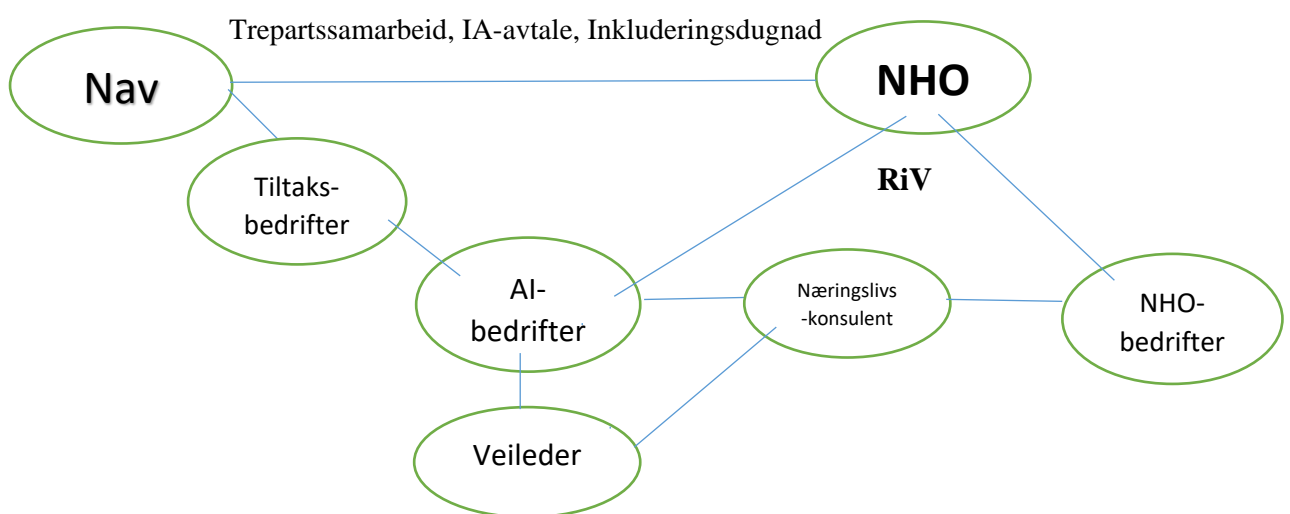 Trepartssamarbeid, IA-avtale, Inkluderingsdugnad
Nav
NHO
Tiltaks-
bedrifter
RiV
AI-
bedrifter
Næringslivs
-konsulent
NHO-
bedrifter
Veileder